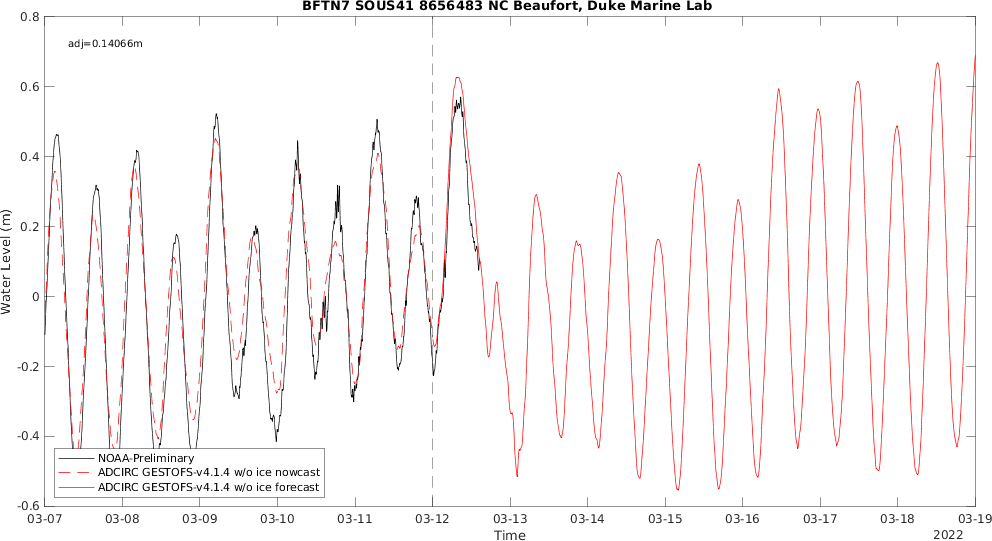 BFTN7 SOUS41 8656483 NC Beaufort, Duke Marine Lab
adj=0.14066m
0.8
0.6
0.4
0.2
0
-0.2
-0.4
-0.6
Water Level (m)
NOAA-Preliminary
ADCIRC GESTOFS-v4.1.4 w/o ice nowcast
ADCIRC GESTOFS-v4.1.4 w/o ice forecast
03-07 03-08 03-09 03-10 03-11 03-12 03-13 03-14 03-15 03-16 03-17 03-18 03-19
Time
2022